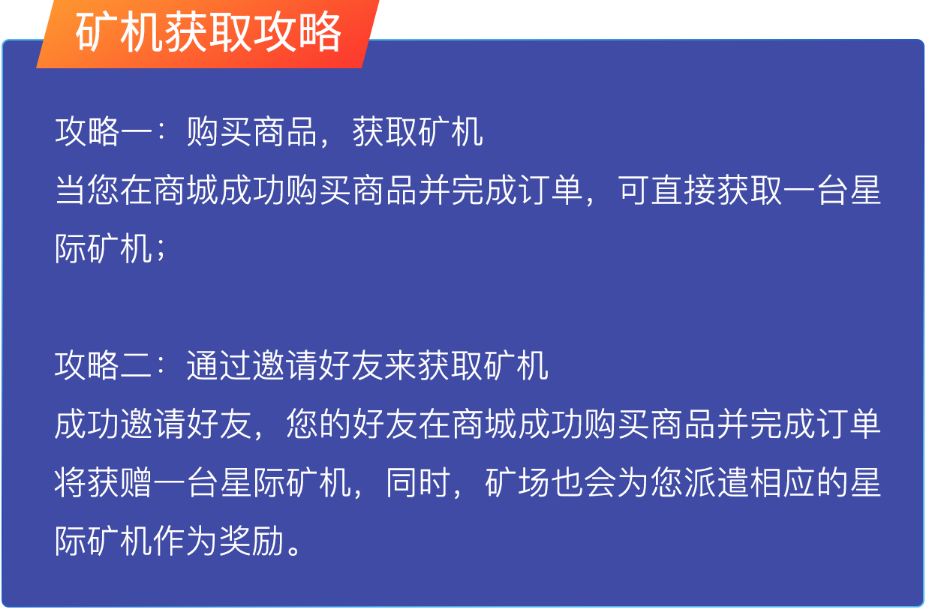 矿机获取攻略
攻略一：购买商品，获取矿机
当您在商城成功购买商品并完成订单，可直接获取一台星
际矿机；
攻略二：通过邀请好友来获取矿机
成功邀请好友，您的好友在商城成功购买商品并完成订单
将获赠一台星际矿机，同时，矿场也会为您派遣相应的星
际矿机作为奖励。